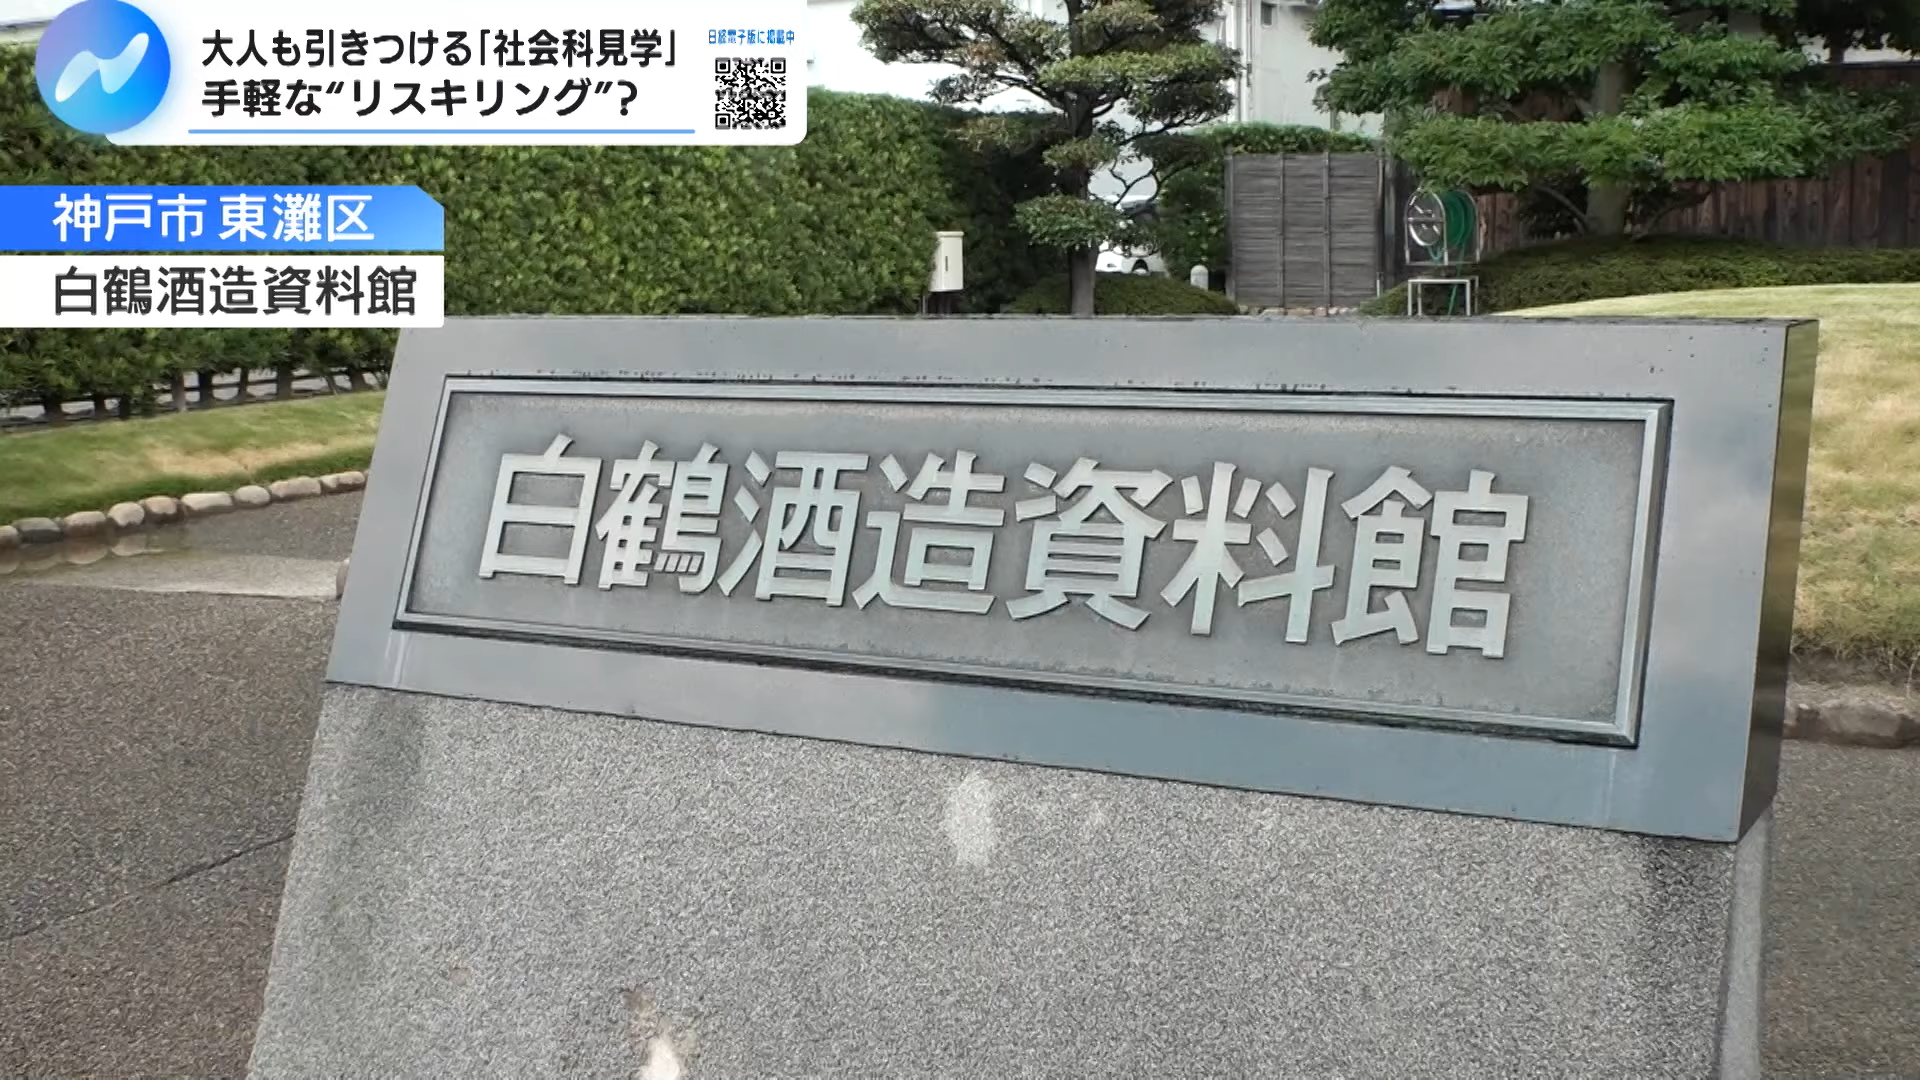 大人も引きつける「社会科見学」
手軽な“リスキリング”？
日経電子版に掲載中
神戸市 東灘区
白鶴酒造資料館
白鶴酒造資料館